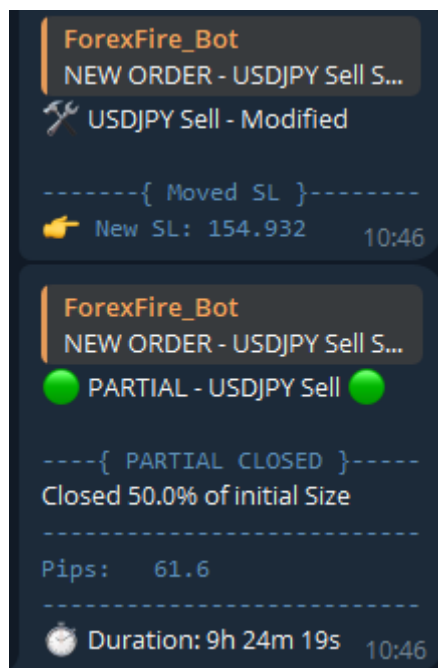 ForexFire_Bot
NEW ORDER - USDJPY Sell S...
🛠 USDJPY Sell - Modified
-------{ Moved SL }--------
👉 New SL: 154.932
10:46
ForexFire_Bot
NEW ORDER - USDJPY Sell S...
🟢 PARTIAL - USDJPY Sell 🟢
----{ PARTIAL CLOSED }-----
Closed 50.0% of initial Size
---------------------------
Pips: 61.6
---------------------------
⏱ Duration: 9h 24m 19s
10:46